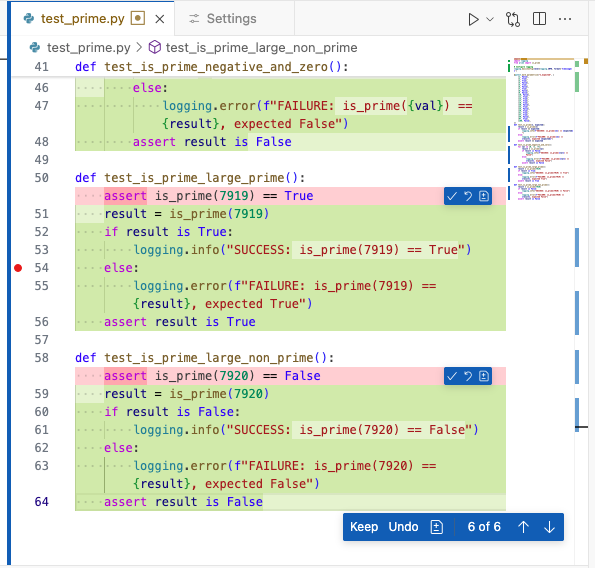 test_prime.py
Settings
test_prime.py > test_is_prime_large_non_prime
41 def test_is_prime_negative_and_zero():
46 else:
47 logging.error(f"FAILURE: is_prime({val}) ==
{result}, expected False")
48 assert result is False
49
50 def test_is_prime_large_prime():
assert is_prime(7919) == True
51 result = is_prime(7919)
52 if result is True:
53 logging.info("SUCCESS: is_prime(7919) == True")
54 else:
55 logging.error(f"FAILURE: is_prime(7919) ==
{result}, expected True")
56 assert result is True
57
58 def test_is_prime_large_non_prime():
assert is_prime(7920) == False
59 result = is_prime(7920)
60 if result is False:
61 logging.info("SUCCESS: is_prime(7920) == False")
62 else:
63 logging.error(f"FAILURE: is_prime(7920) ==
{result}, expected False")
64 assert result is False
Keep Undo 6 of 6